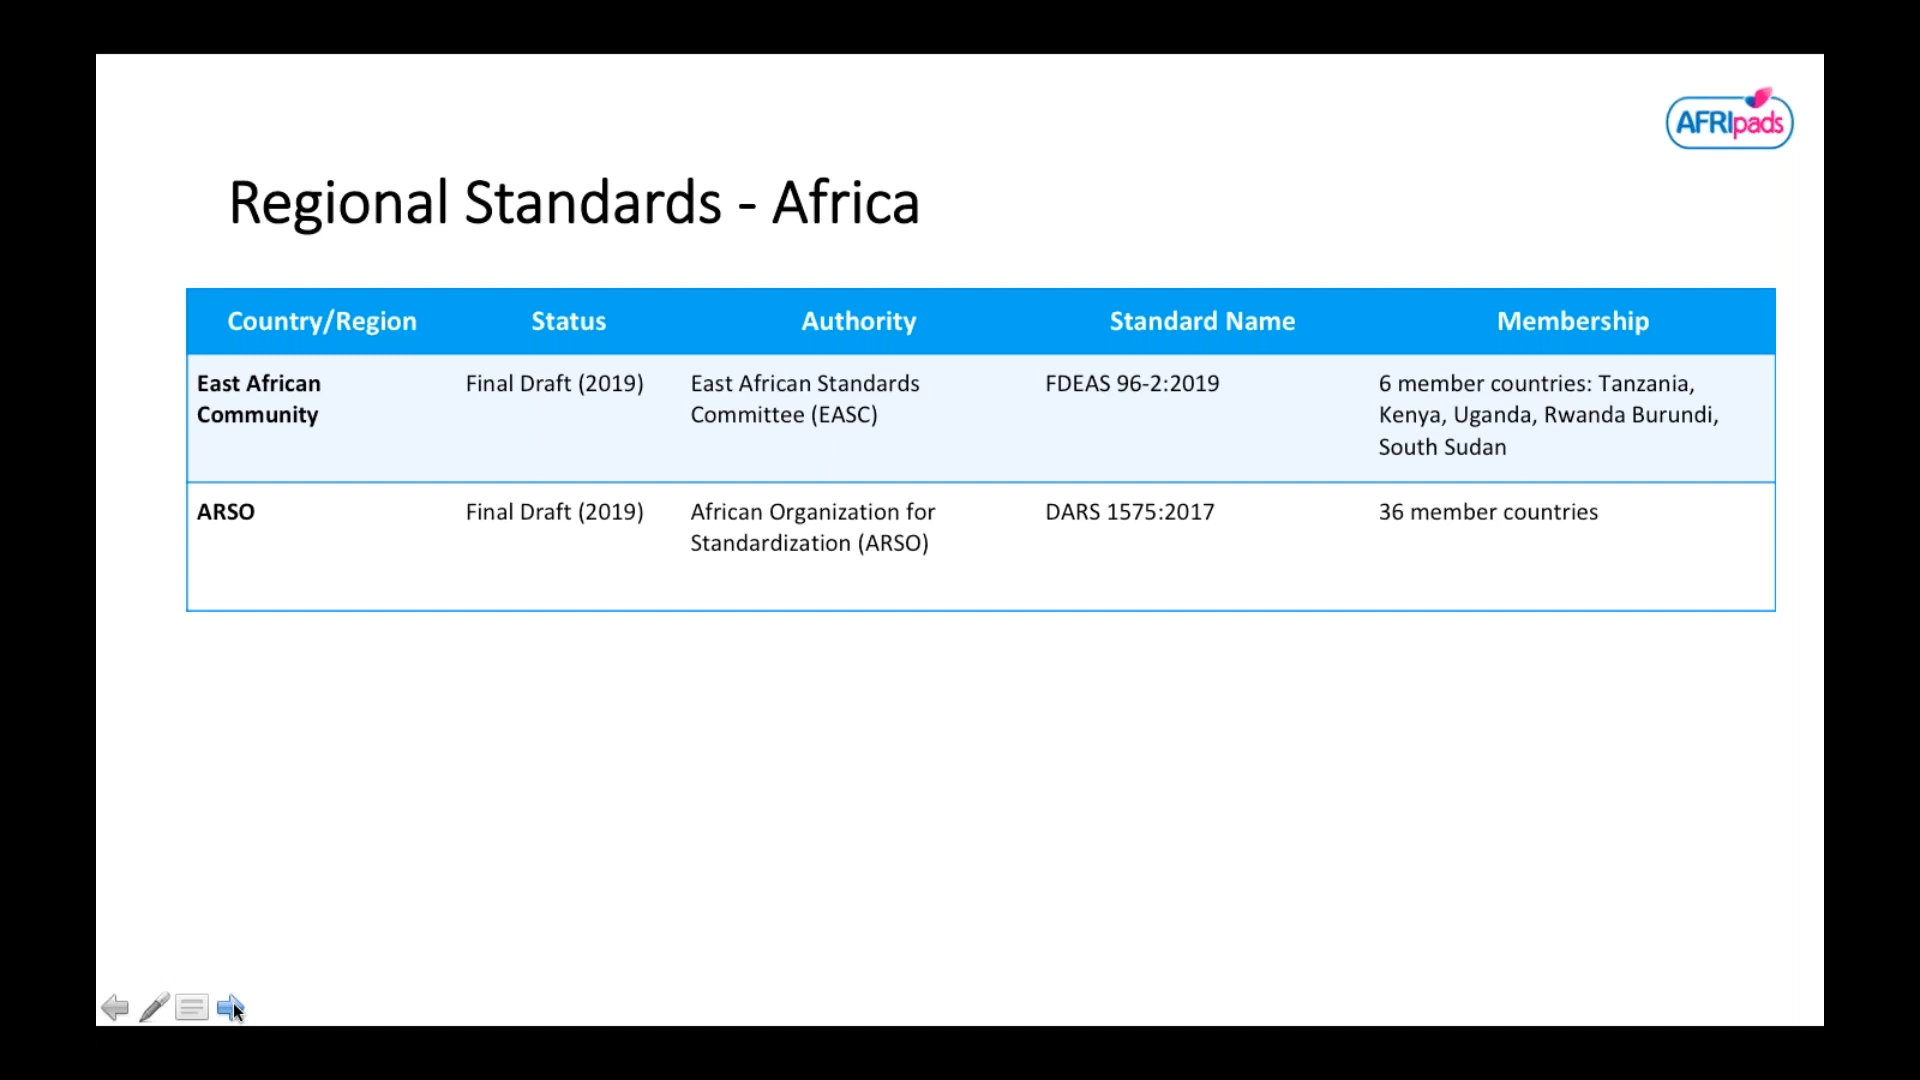 AFRIpads
Regional Standards - Africa
Country/Region Status Authority Standard Name Membership
East African Community Final Draft (2019) East African Standards Committee (EASC) FDEAS 96-2:2019 6 member countries: Tanzania, Kenya, Uganda, Rwanda Burundi, South Sudan
ARSO Final Draft (2019) African Organization for Standardization (ARSO) DARS 1575:2017 36 member countries